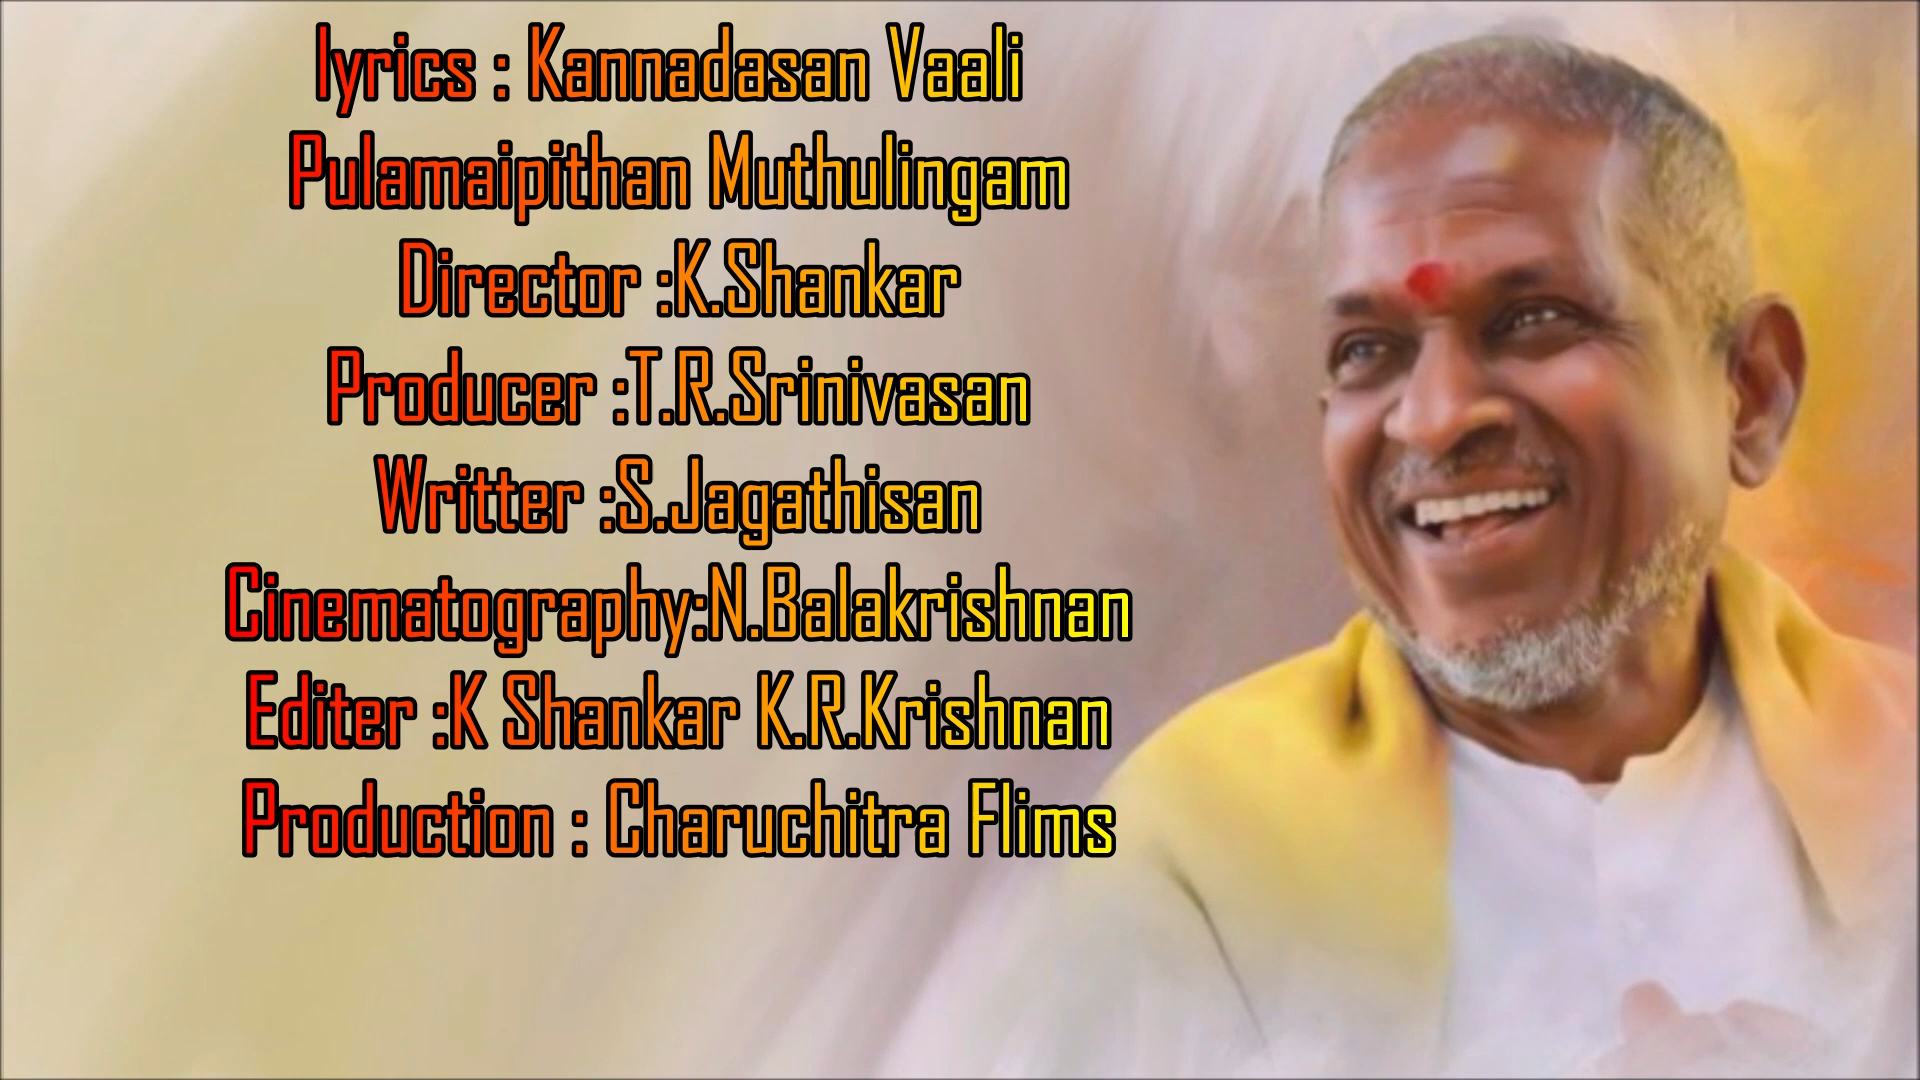 lyrics : Kannadasan Vaali
Pulamaipithan Muthulingam
Director :K.Shankar
Producer :T.R.Srinivasan
Writter :S.Jagathisan
Cinematography:N.Balakrishnan
Editer :K Shankar K.R.Krishnan
Production : Charuchitra Flims